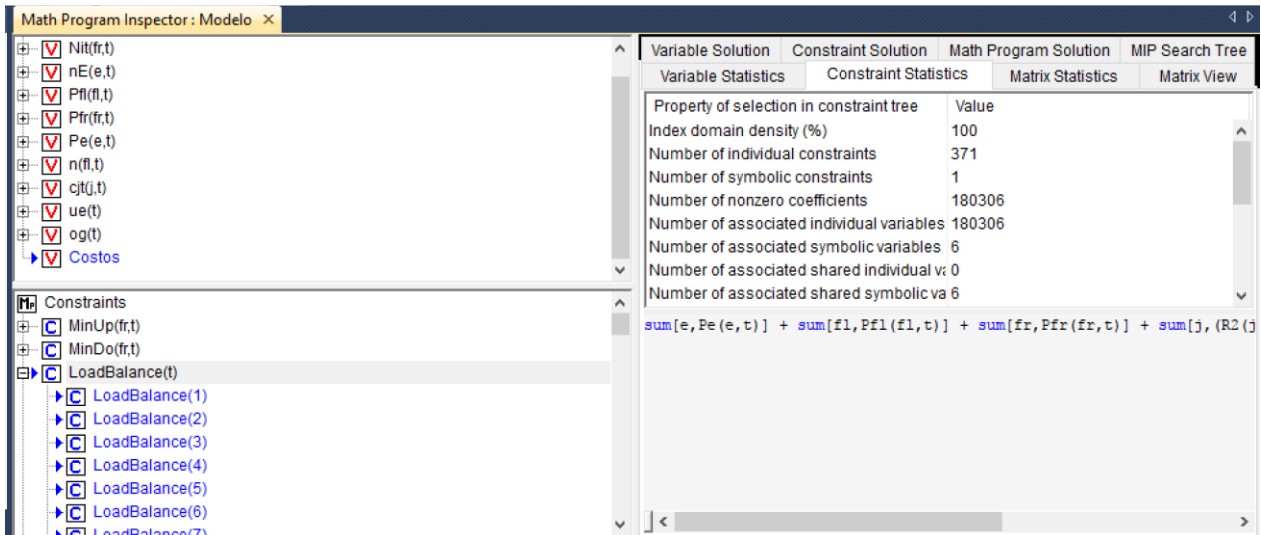 Math Program Inspector : Modelo ×
Nit(fr,t)
nE(e,t)
Pfl(fl,t)
Pfr(fr,t)
Pe(e,t)
n(fl,t)
cjt(j,t)
ue(t)
og(t)
Costos
Constraints
MinUp(fr,t)
MinDo(fr,t)
LoadBalance(t)
LoadBalance(1)
LoadBalance(2)
LoadBalance(3)
LoadBalance(4)
LoadBalance(5)
LoadBalance(6)
LoadBalance(7)
Variable Solution Constraint Solution Math Program Solution MIP Search Tree
Variable Statistics Constraint Statistics Matrix Statistics Matrix View
Property of selection in constraint tree Value
Index domain density (%) 100
Number of individual constraints 371
Number of symbolic constraints 1
Number of nonzero coefficients 180306
Number of associated individual variables 180306
Number of associated symbolic variables 6
Number of associated shared individual va 0
Number of associated shared symbolic va 6
sum[e,Pe(e,t)] + sum[fl,Pfl(fl,t)] + sum[fr,Pfr(fr,t)] + sum[j,(R2(j